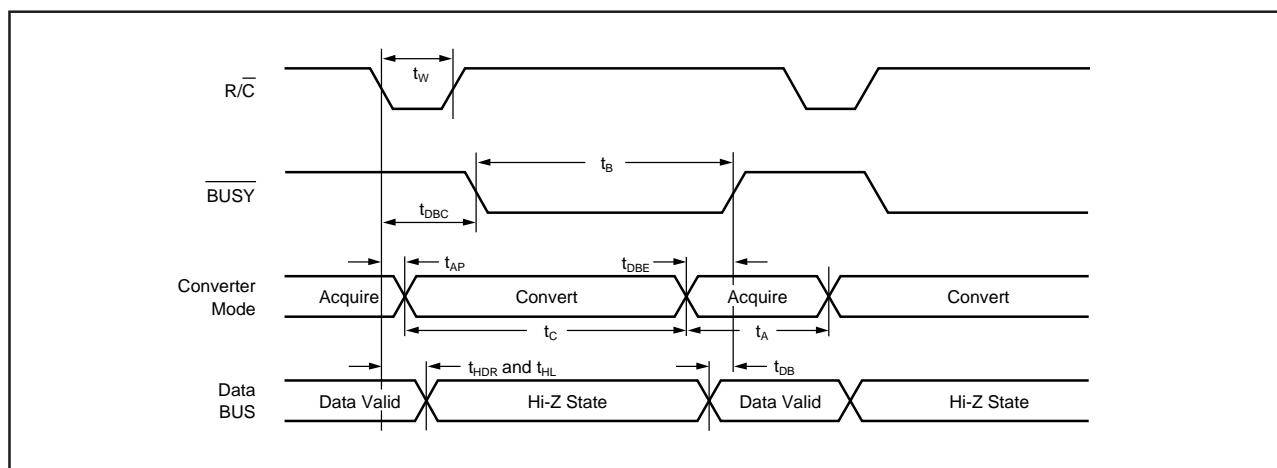 t_W
R/C̅
t_B
B̅U̅S̅Y̅
t_DBC
t_AP
t_DBE
Converter
Mode
Acquire
Convert
Acquire
Convert
t_C
t_A
t_HDR and t_HL
t_DB
Data
BUS
Data Valid
Hi-Z State
Data Valid
Hi-Z State